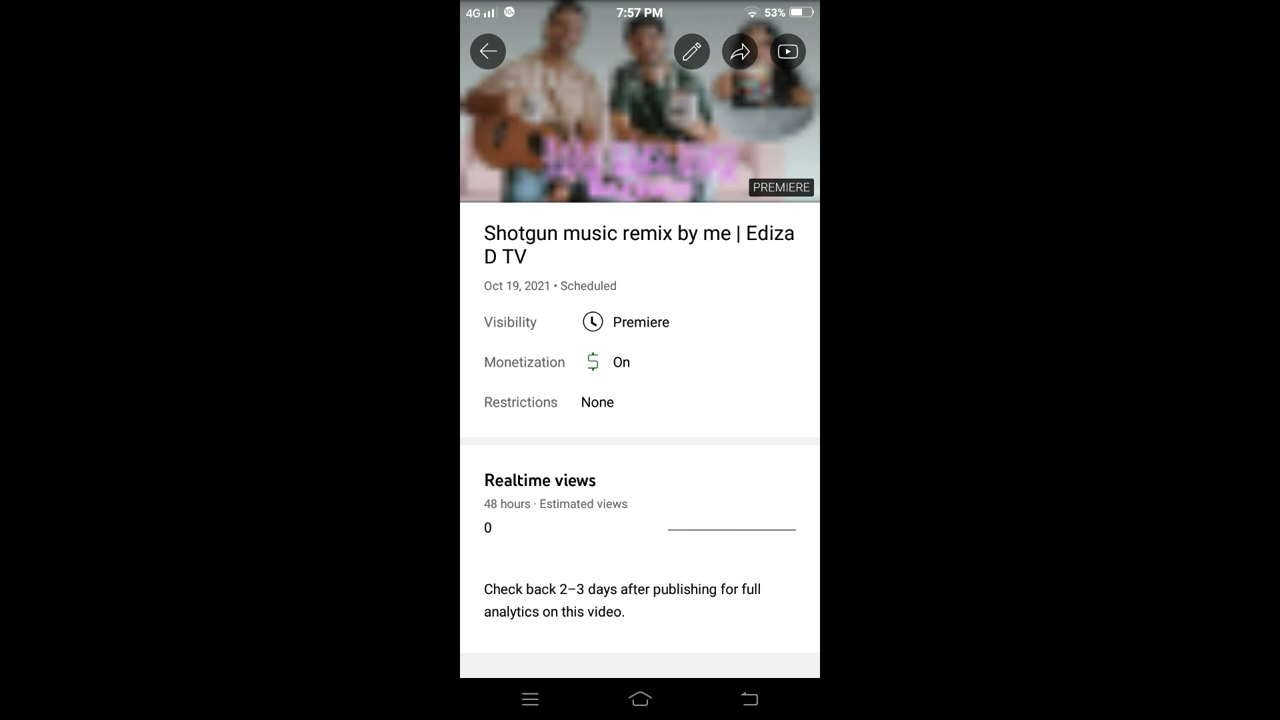 4G 7:57 PM 53%
PREMIERE
Shotgun music remix by me | Ediza
D TV
Oct 19, 2021 • Scheduled
Visibility Premiere
Monetization On
Restrictions None
Realtime views
48 hours · Estimated views
0
Check back 2–3 days after publishing for full
analytics on this video.